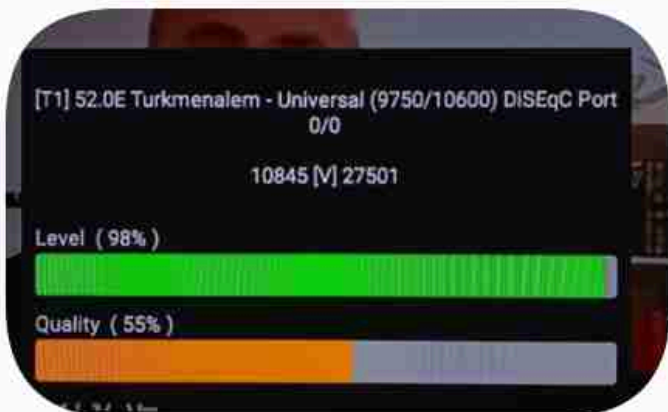 [T1] 52.0E Turkmenalem - Universal (9750/10600) DiSEqC Port
0/0
10845 [V] 27501
Level ( 98% )
Quality ( 55% )